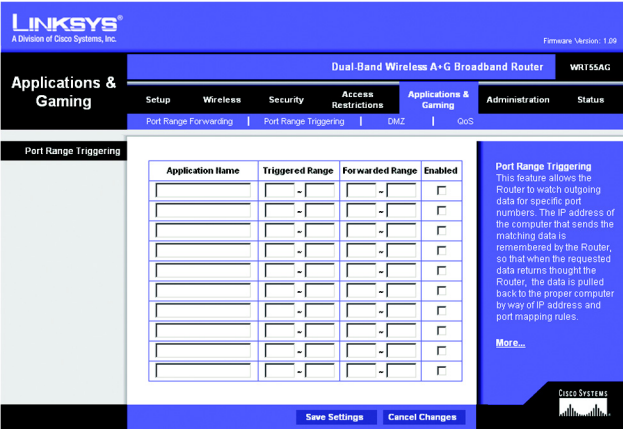 LINKSYS®
A Division of Cisco Systems, Inc.
Firmware Version: 1.09
Dual-Band Wireless A+G Broadband Router
WRT55AG
Applications &
Gaming
Setup
Wireless
Security
Access
Restrictions
Applications &
Gaming
Administration
Status
Port Range Forwarding | Port Range Triggering | DMZ | QoS
Port Range Triggering
Application Name
Triggered Range
Forwarded Range
Enabled
~ ~
~ ~
~ ~
~ ~
~ ~
~ ~
~ ~
~ ~
~ ~
~ ~
Port Range Triggering
This feature allows the
Router to watch outgoing
data for specific port
numbers. The IP address of
the computer that sends the
matching data is
remembered by the Router,
so that when the requested
data returns thought the
Router, the data is pulled
back to the proper computer
by way of IP address and
port mapping rules.
More...
Save Settings
Cancel Changes
CISCO SYSTEMS